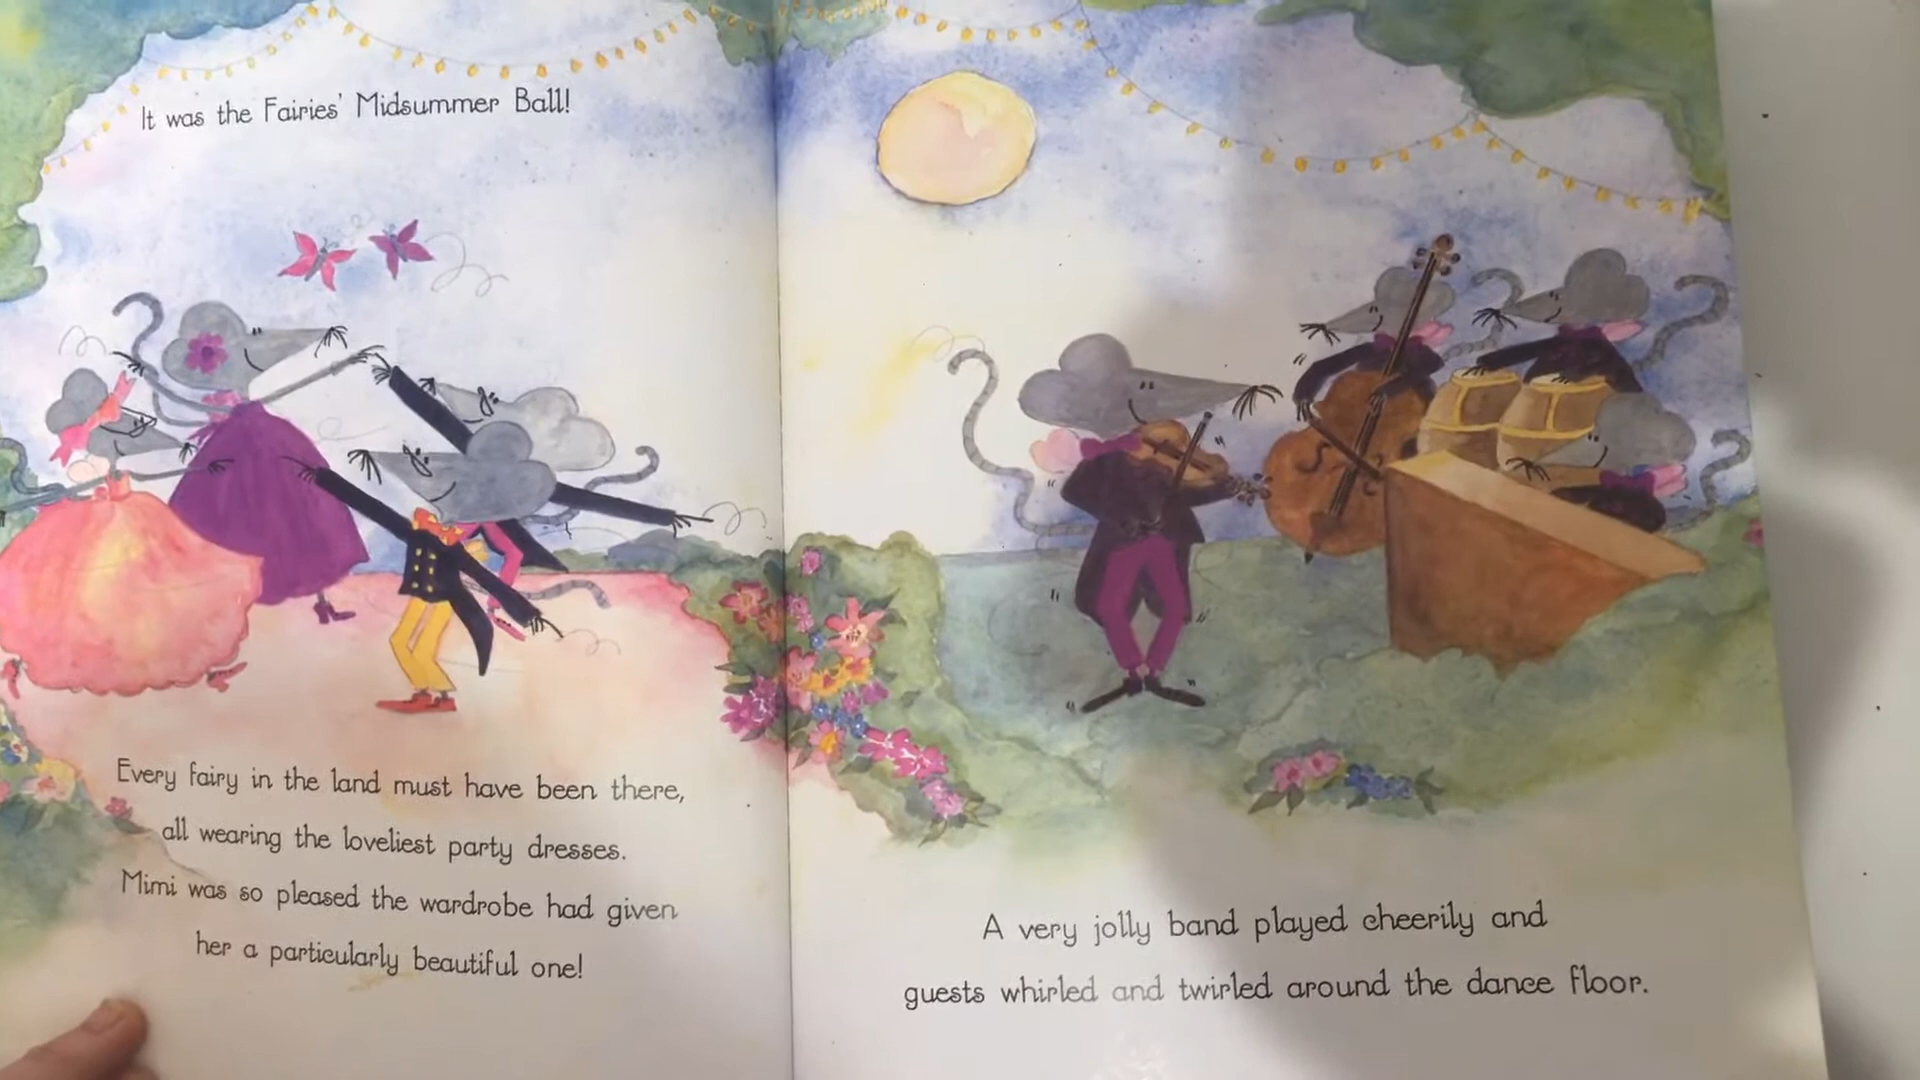 It was the Fairies' Midsummer Ball!
Every fairy in the land must have been there,
all wearing the loveliest party dresses.
Mimi was so pleased the wardrobe had given
her a particularly beautiful one!
A very jolly band played cheerily and
guests whirled and twirled around the dance floor.